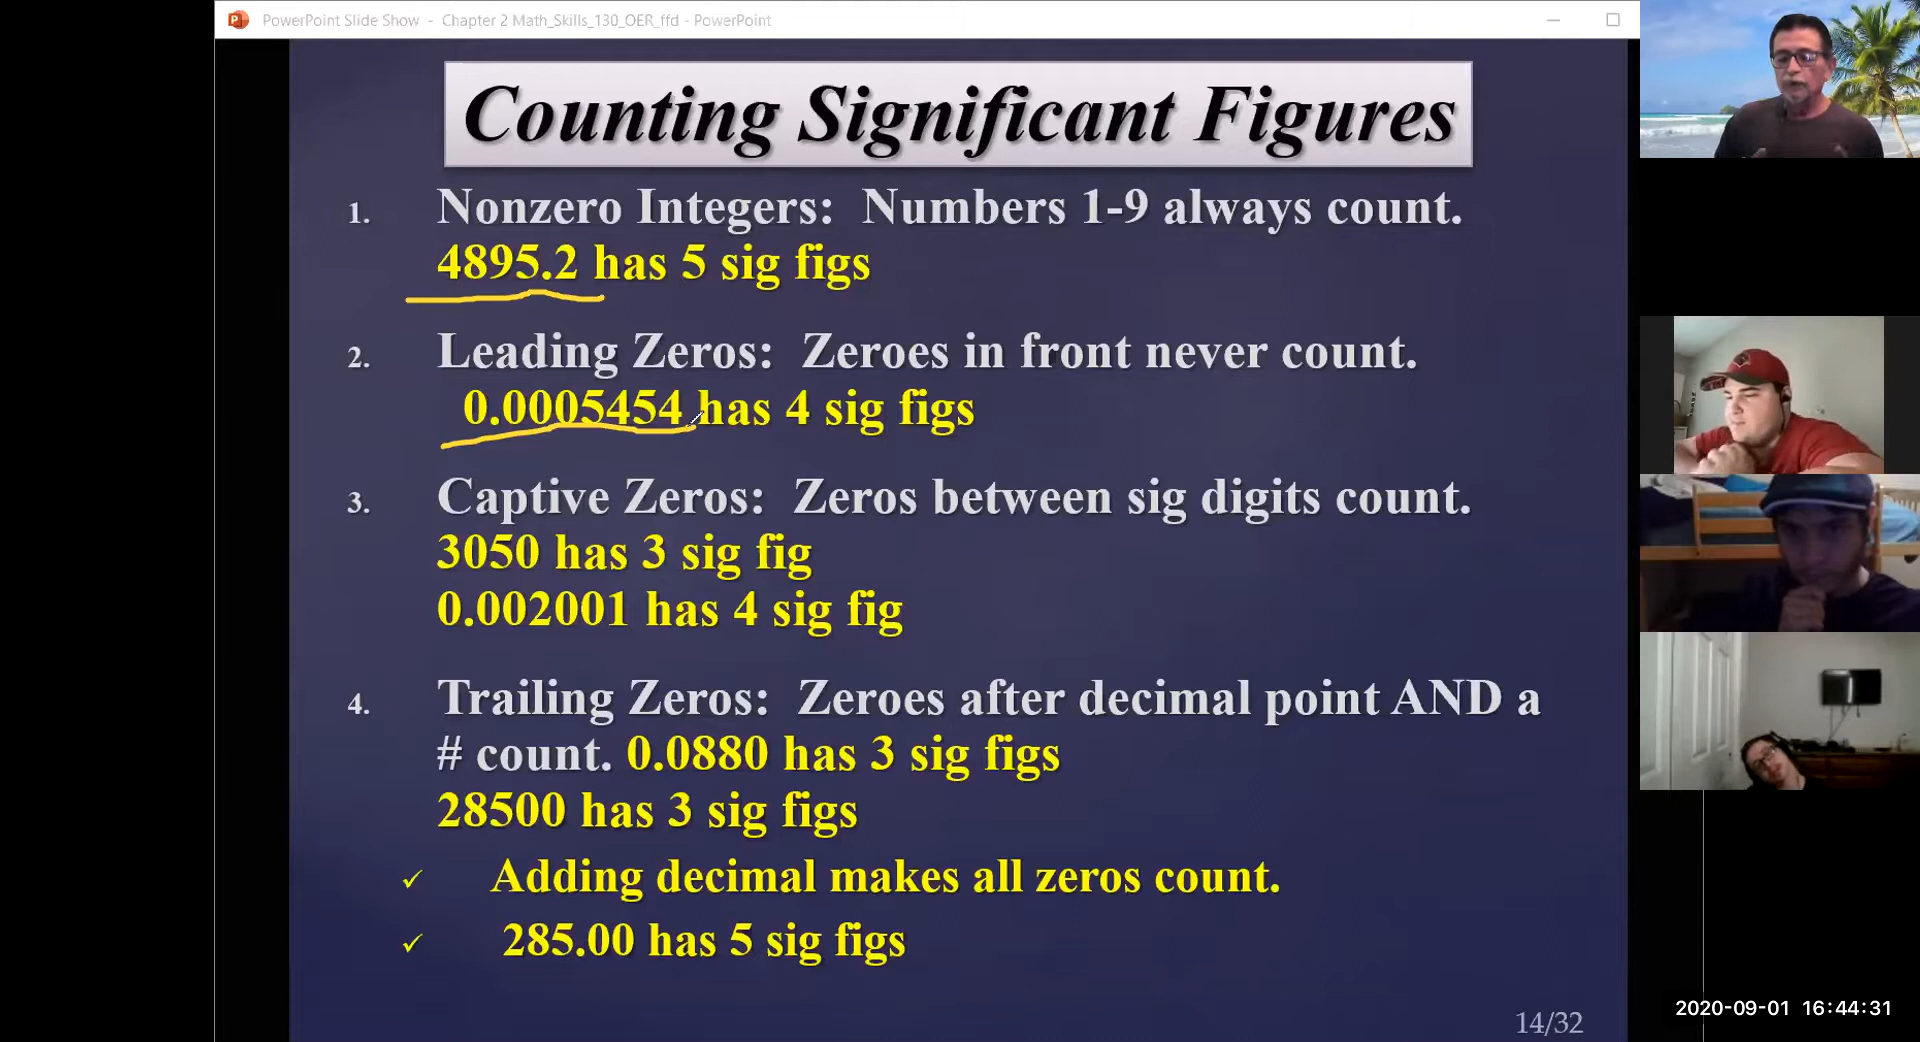 PowerPoint Slide Show - Chapter 2 Math_Skills_130_OER_ffd - PowerPoint
Counting Significant Figures
1. Nonzero Integers: Numbers 1-9 always count.
4895.2 has 5 sig figs
2. Leading Zeros: Zeroes in front never count.
0.0005454 has 4 sig figs
3. Captive Zeros: Zeros between sig digits count.
3050 has 3 sig fig
0.002001 has 4 sig fig
4. Trailing Zeros: Zeroes after decimal point AND a
# count. 0.0880 has 3 sig figs
28500 has 3 sig figs
✓ Adding decimal makes all zeros count.
✓ 285.00 has 5 sig figs
14/32
2020-09-01 16:44:31